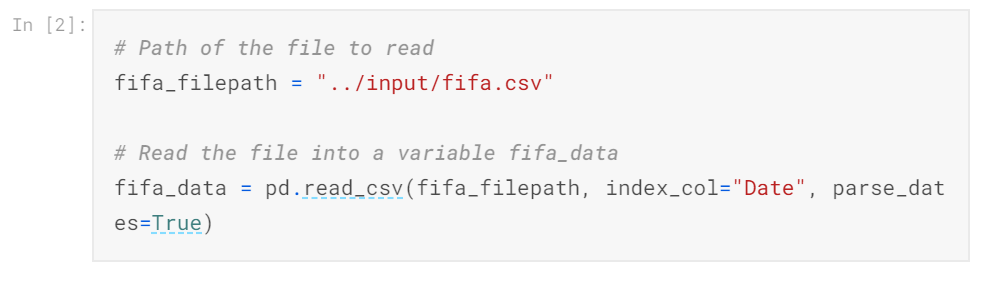 In [2]:
# Path of the file to read
fifa_filepath = "../input/fifa.csv"
# Read the file into a variable fifa_data
fifa_data = pd.read_csv(fifa_filepath, index_col="Date", parse_dat
es=True)